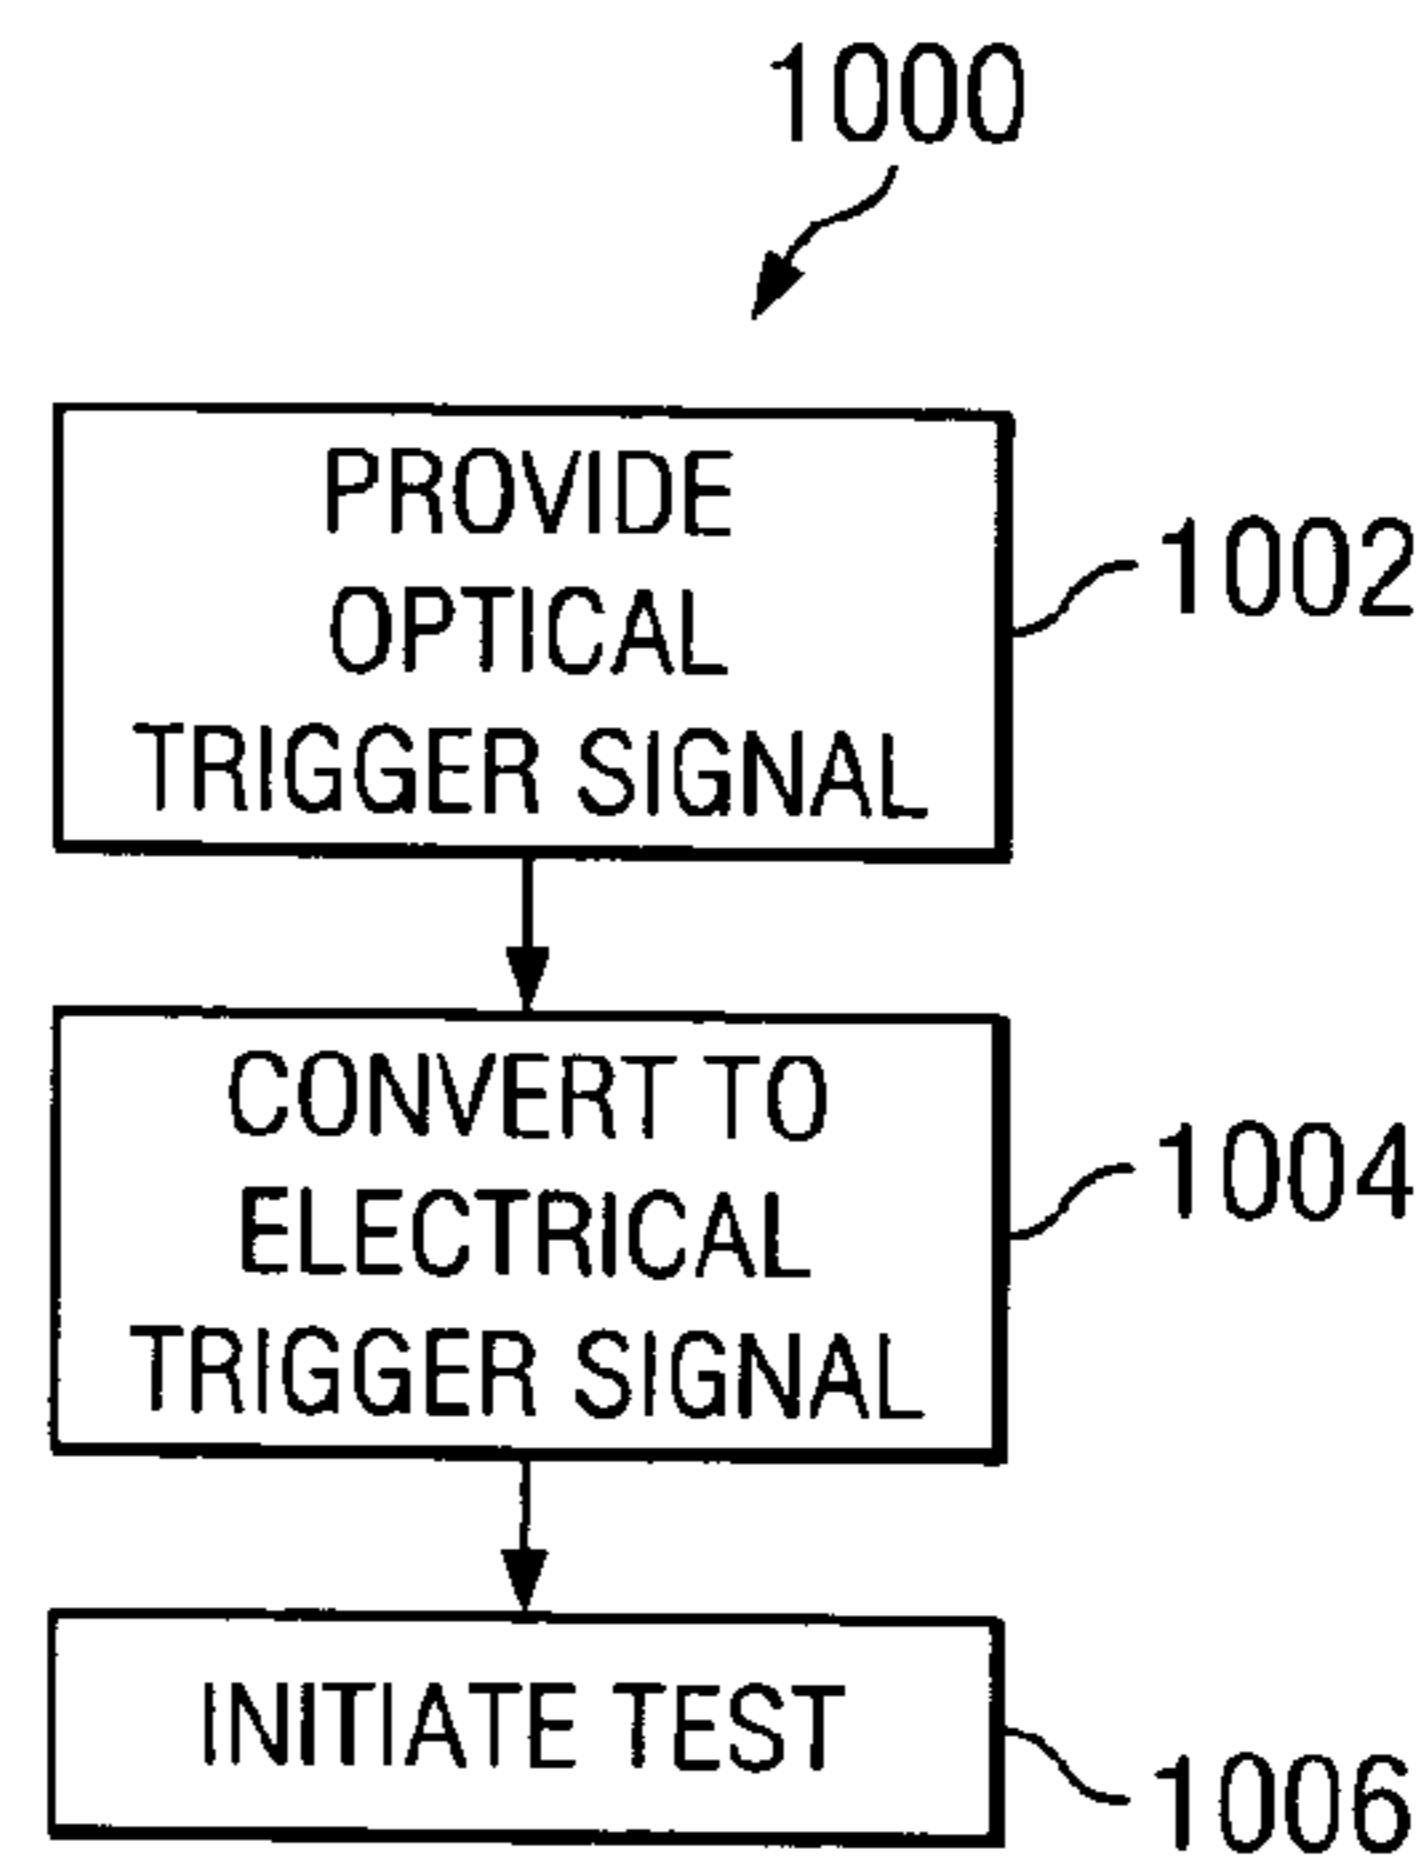 1000
PROVIDE
OPTICAL
TRIGGER SIGNAL
1002
CONVERT TO
ELECTRICAL
TRIGGER SIGNAL
1004
INITIATE TEST
1006